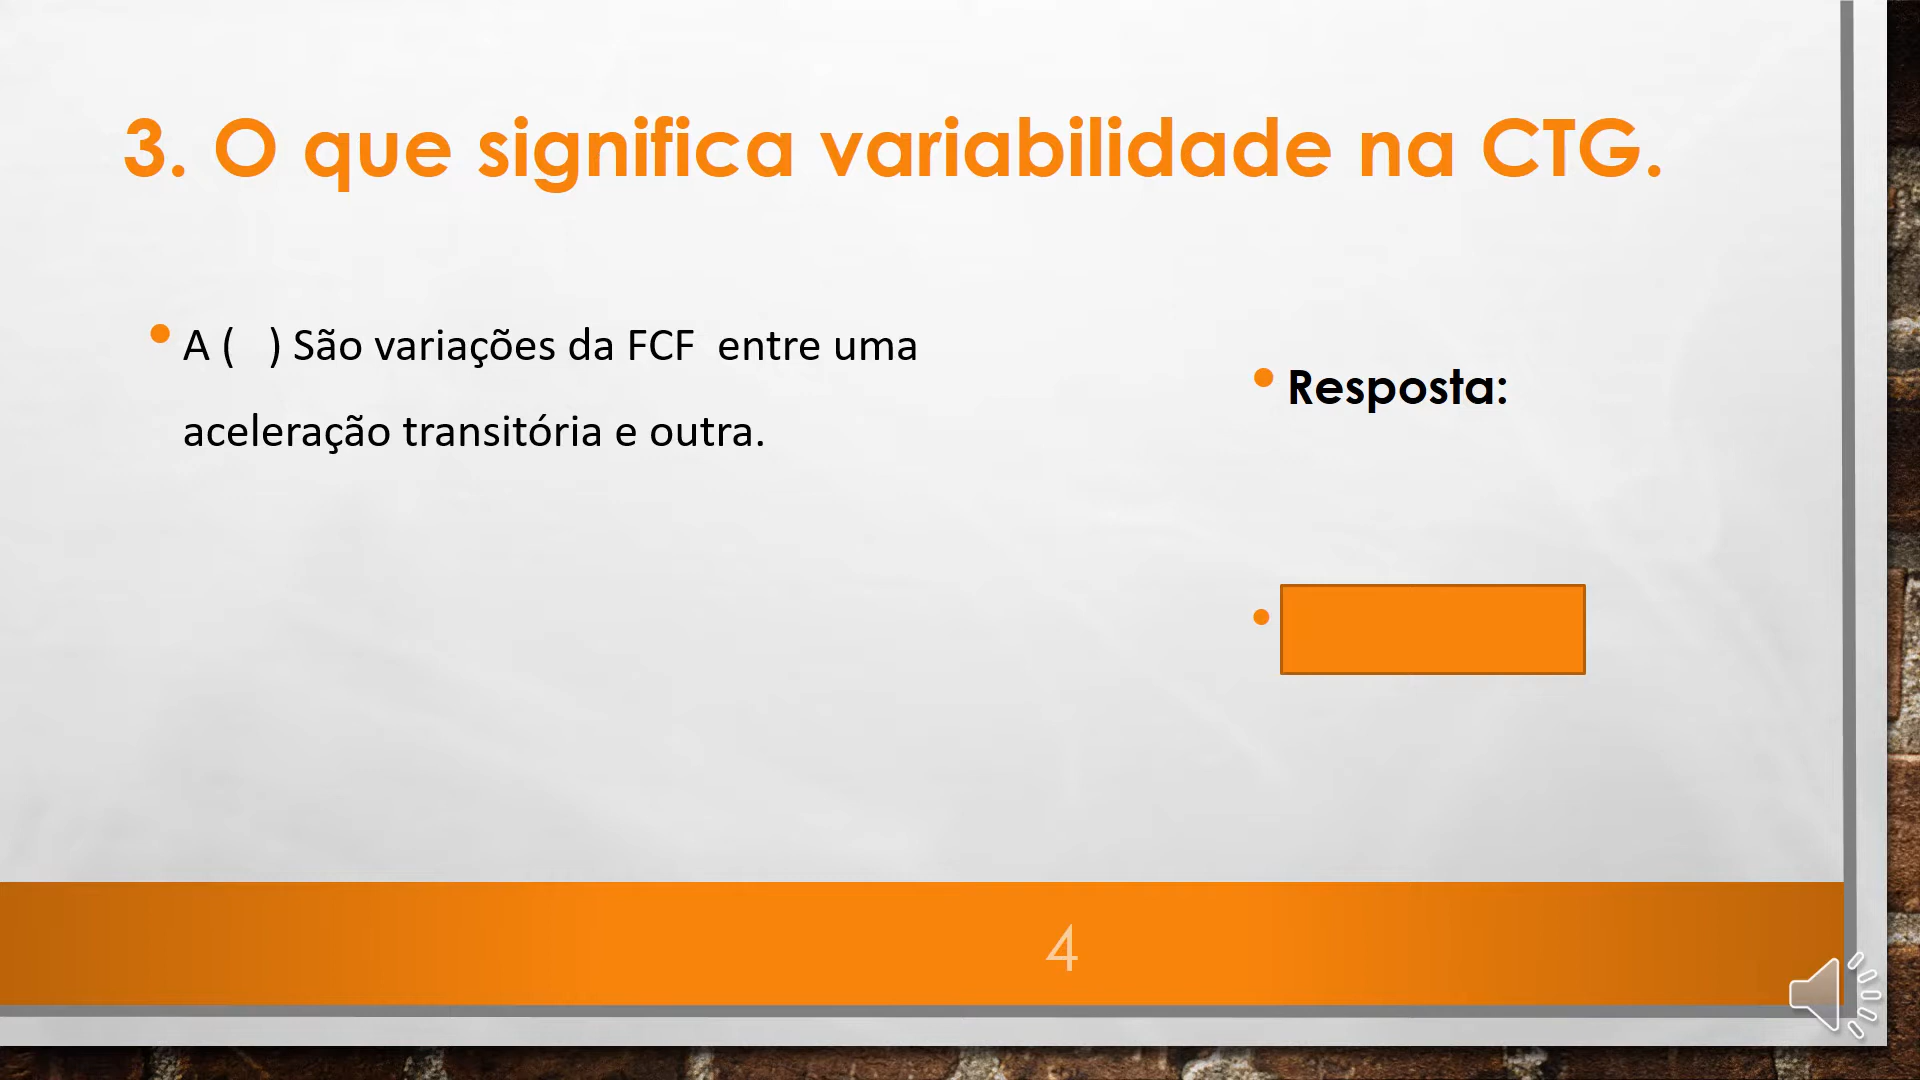 3. O que significa variabilidade na CTG.
A (   ) São variações da FCF  entre uma
aceleração transitória e outra.
Resposta:
4